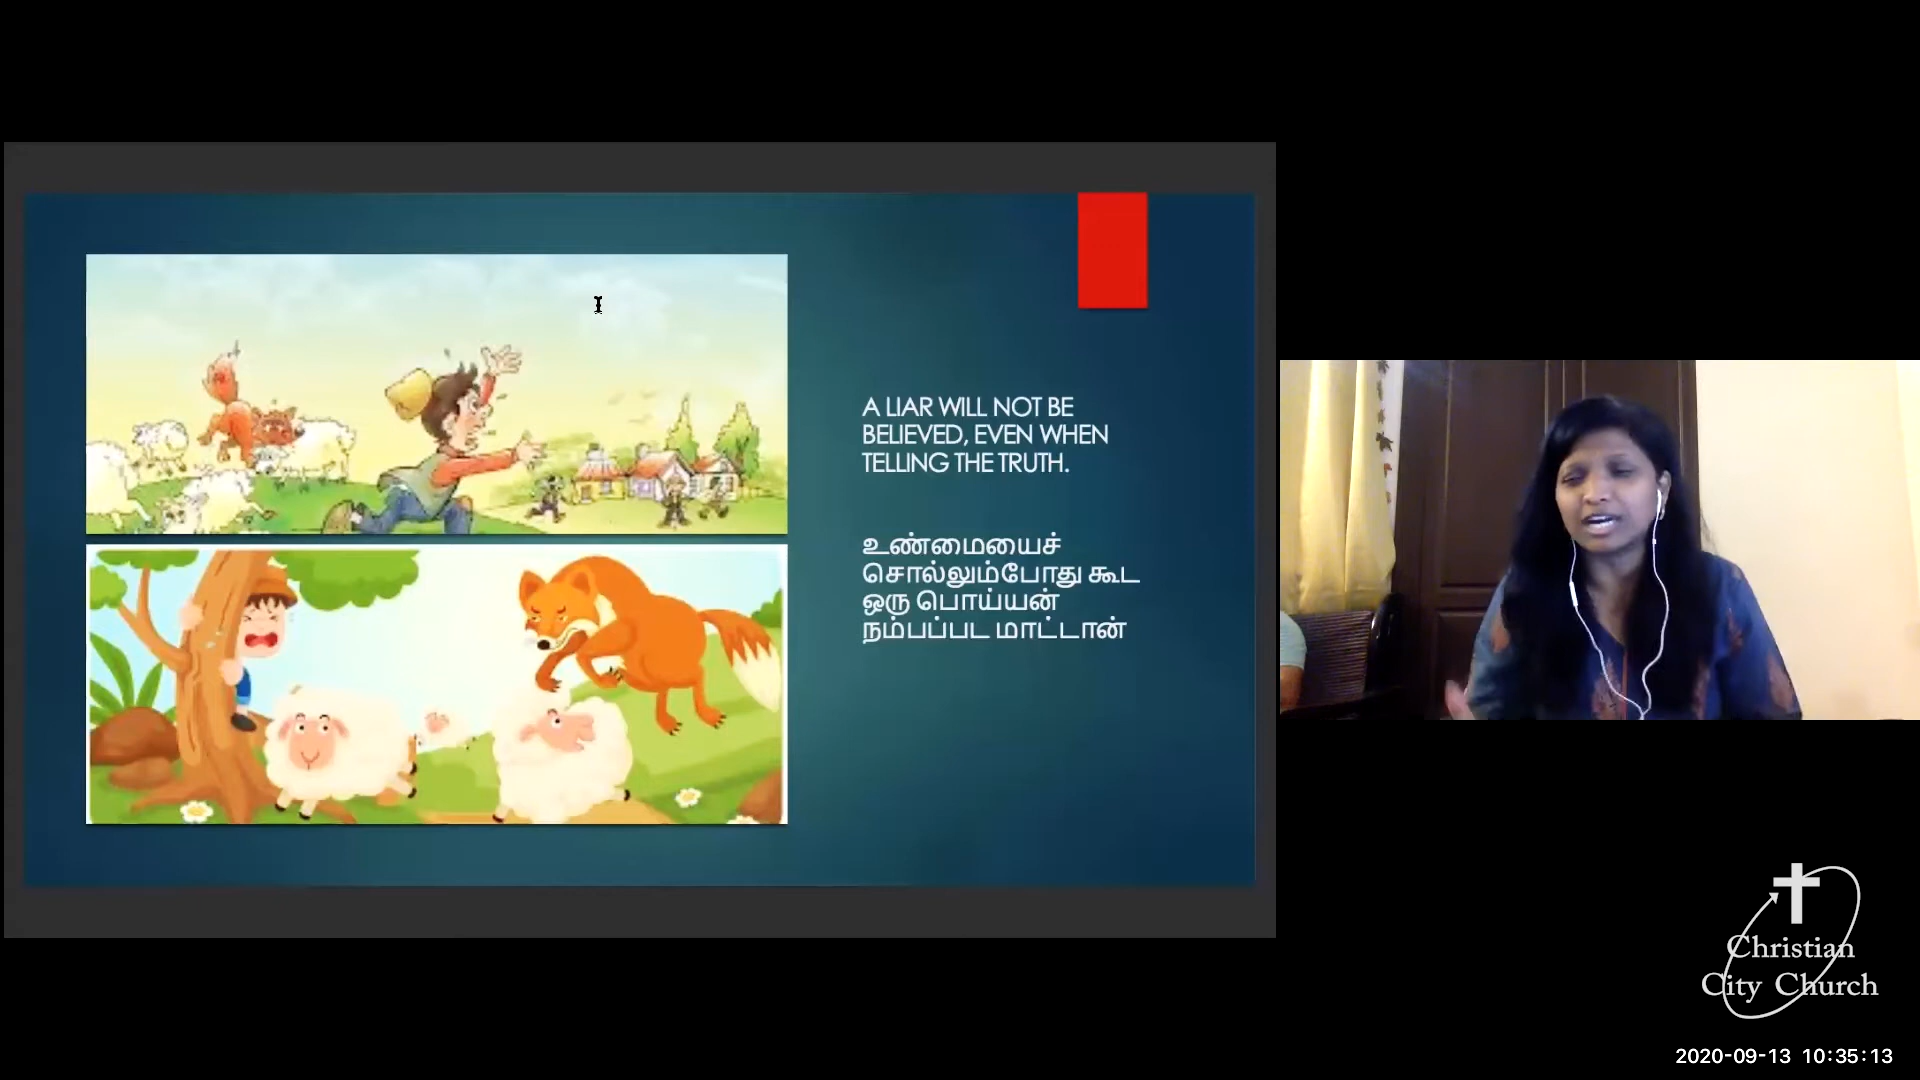 A LIAR WILL NOT BE
BELIEVED, EVEN WHEN
TELLING THE TRUTH.
உண்மையைச்
சொல்லும்போது கூட
ஒரு பொய்யன்
நம்பப்பட மாட்டான்
Christian
City Church
2020-09-13 10:35:13